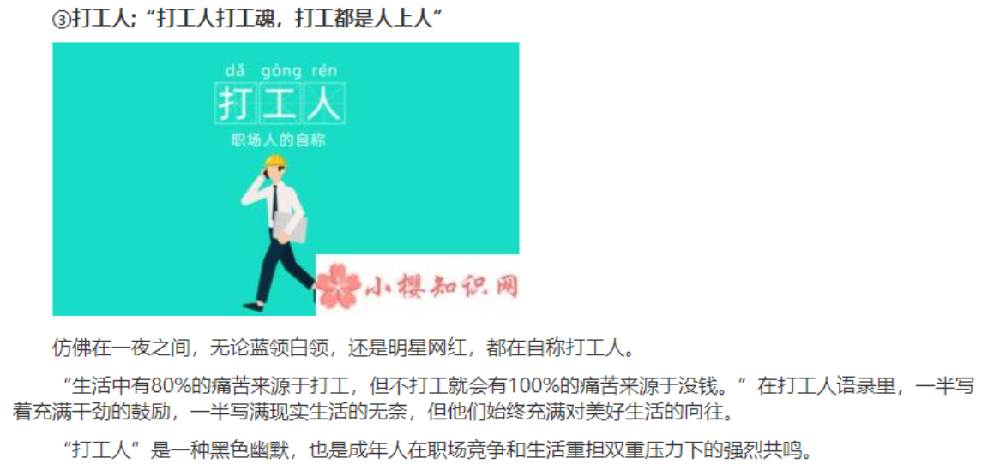 ③打工人;“打工人打工魂，打工都是人上人”
dǎ gōng rén
打工人
职场人的自称
小樱知识网
仿佛在一夜之间，无论蓝领白领，还是明星网红，都在自称打工人。
“生活中有80%的痛苦来源于打工，但不打工就会有100%的痛苦来源于没钱。” 在打工人语录里，一半写
着充满干劲的鼓励，一半写满现实生活的无奈，但他们始终充满对美好生活的向往。
“打工人”是一种黑色幽默，也是成年人在职场竞争和生活重担双重压力下的强烈共鸣。